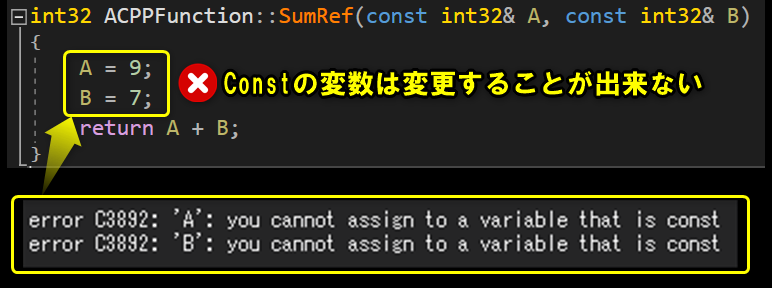 int32 ACPPFunction::SumRef(const int32& A, const int32& B)
{
A = 9;
B = 7;
Constの変数は変更することが出来ない
return A + B;
}
error C3892: 'A': you cannot assign to a variable that is const
error C3892: 'B': you cannot assign to a variable that is const